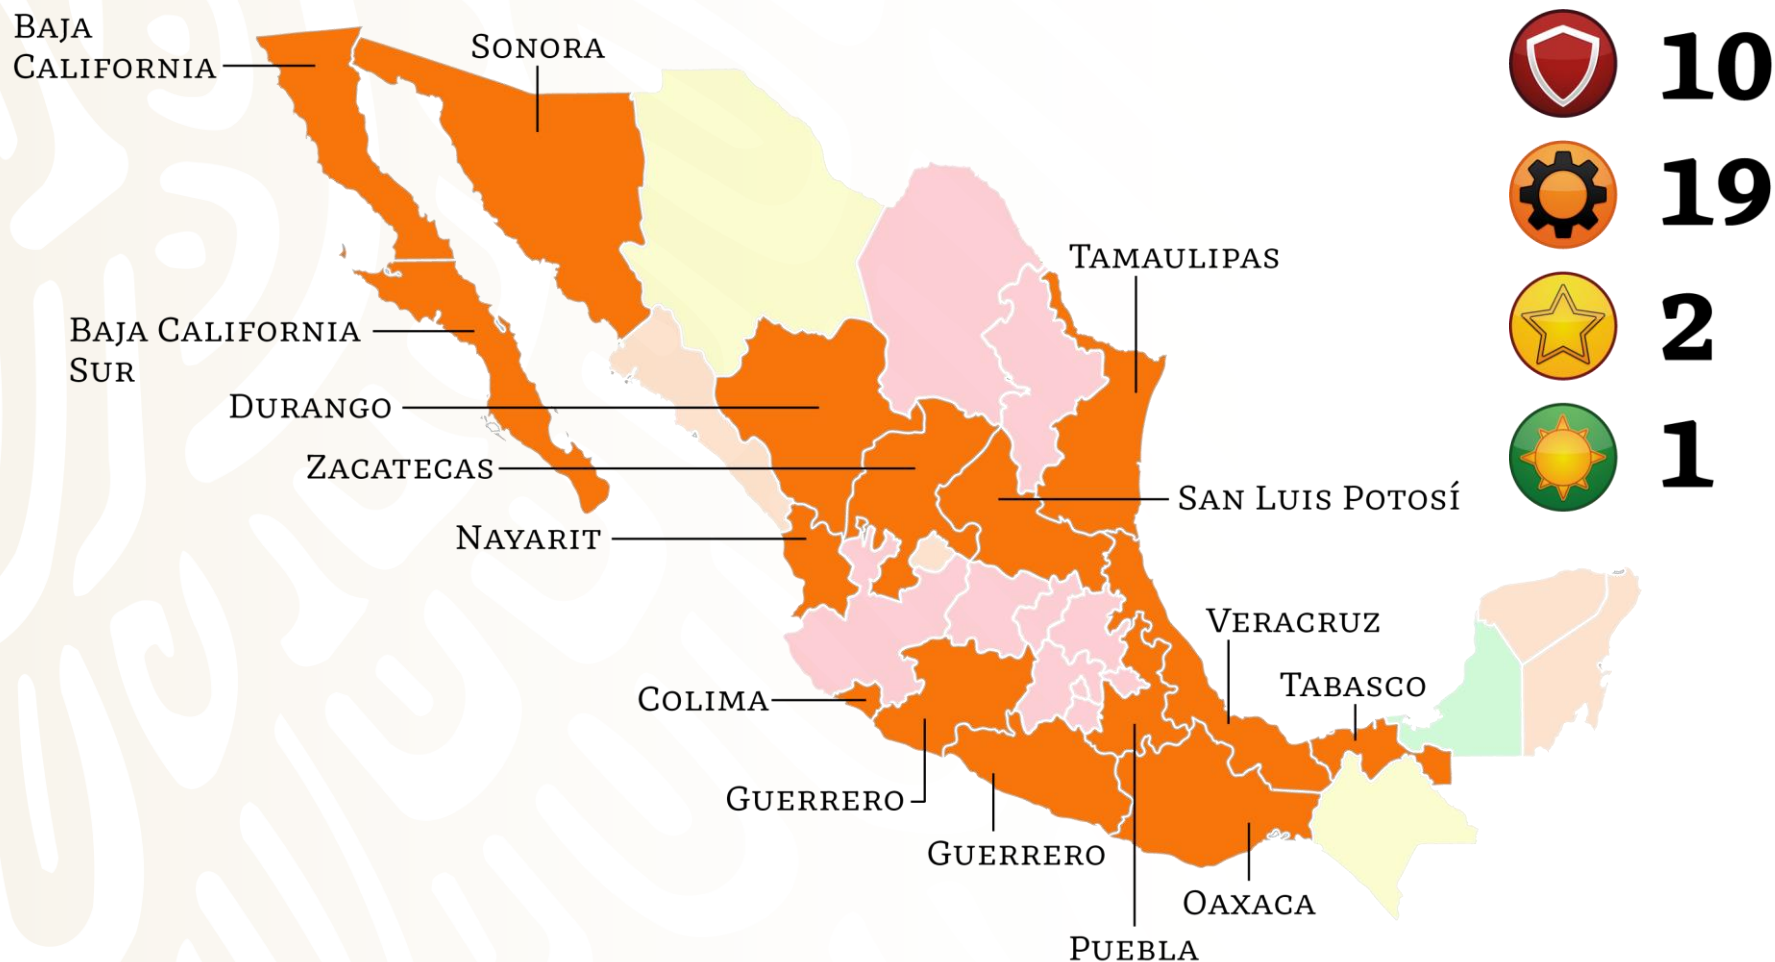 BAJA
CALIFORNIA
SONORA
10
19
TAMAULIPAS
2
BAJA CALIFORNIA
SUR
DURANGO
1
ZACATECAS
SAN LUIS POTOSÍ
NAYARIT
VERACRUZ
TABASCO
COLIMA
GUERRERO
GUERRERO
OAXACA
PUEBLA